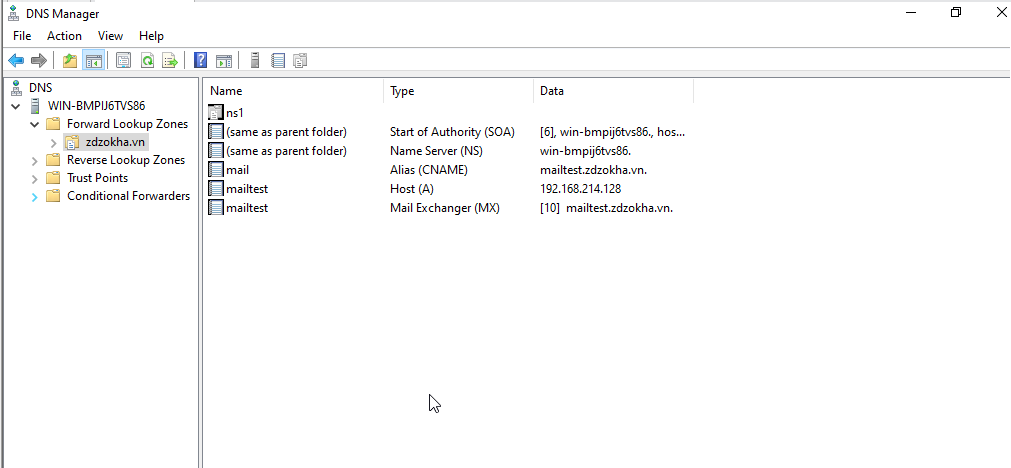 DNS Manager
File Action View Help
DNS
WIN-BMPIJ6TVS86
Forward Lookup Zones
zdzokha.vn
Reverse Lookup Zones
Trust Points
Conditional Forwarders
Name Type Data
ns1
(same as parent folder) Start of Authority (SOA) [6], win-bmpij6tvs86., hos...
(same as parent folder) Name Server (NS) win-bmpij6tvs86.
mail Alias (CNAME) mailtest.zdzokha.vn.
mailtest Host (A) 192.168.214.128
mailtest Mail Exchanger (MX) [10] mailtest.zdzokha.vn.